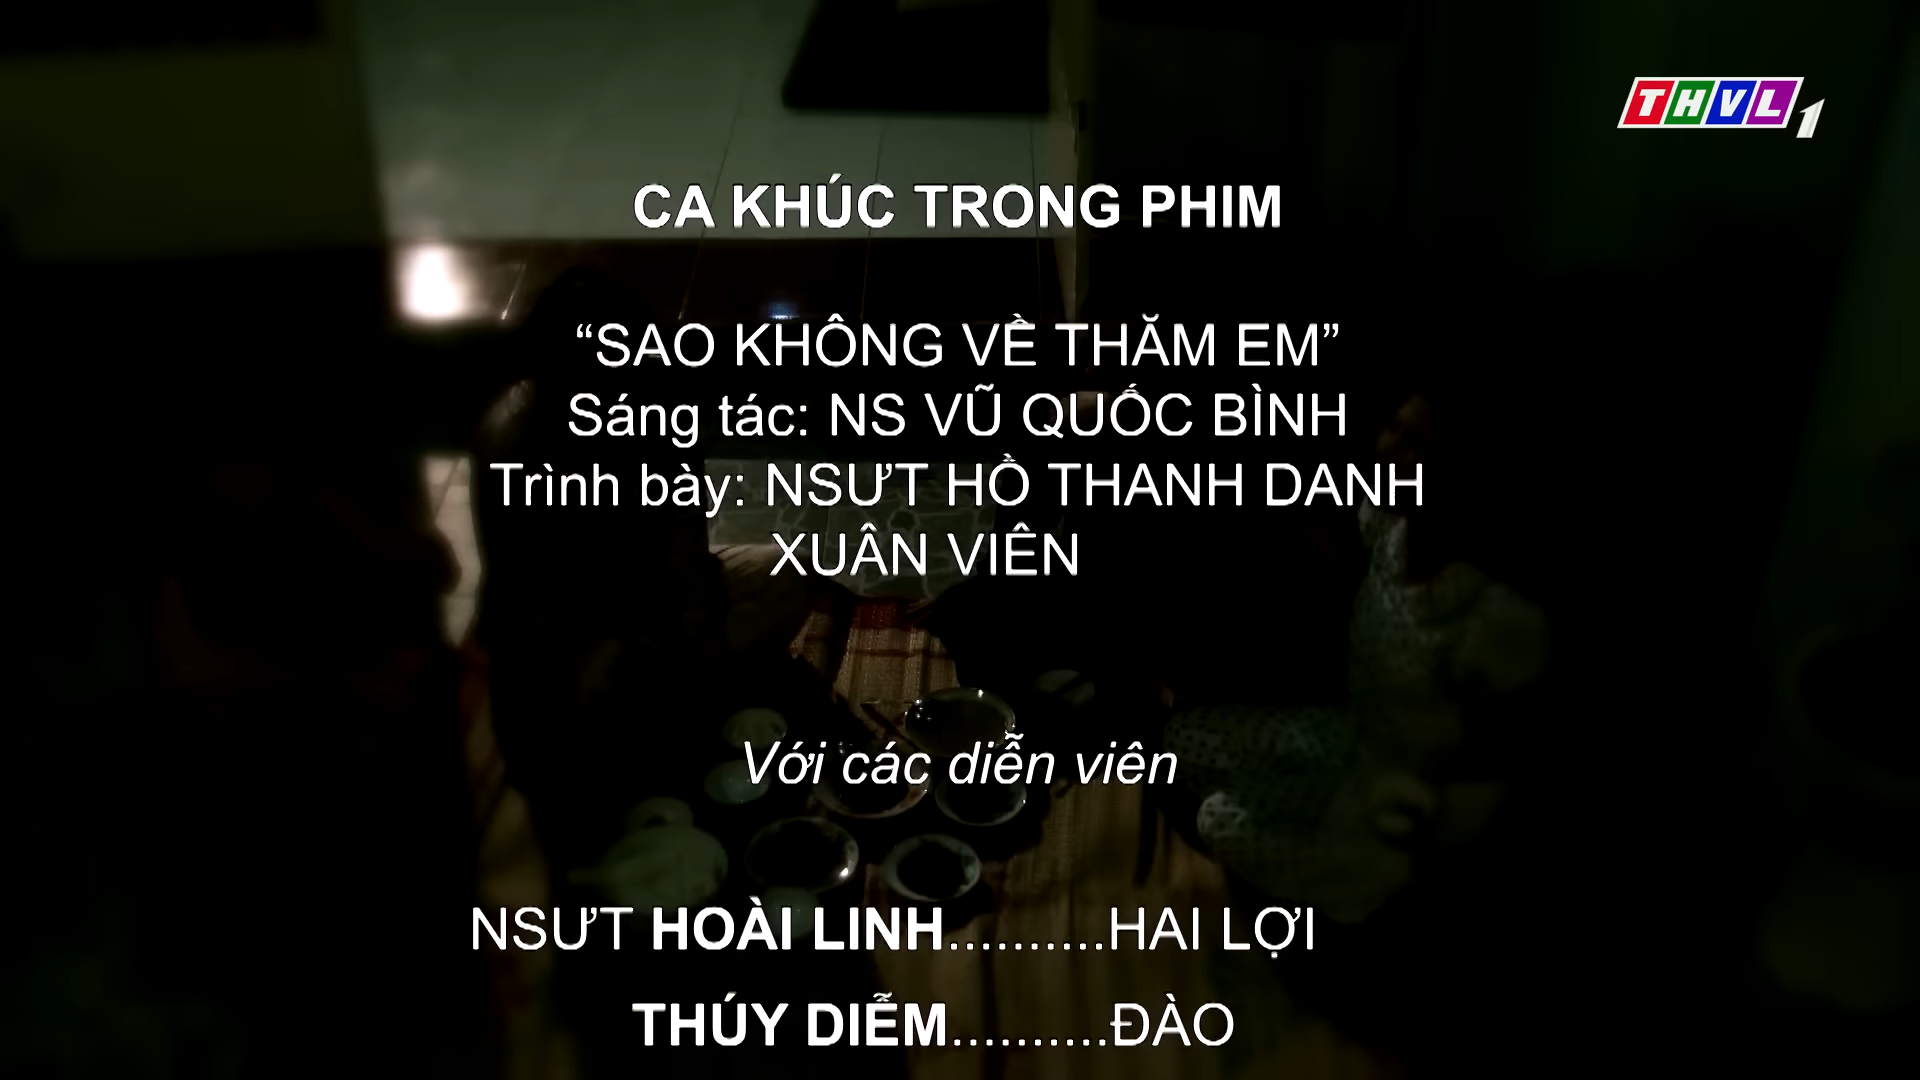 THVL1
CA KHÚC TRONG PHIM
“SAO KHÔNG VỀ THĂM EM”
Sáng tác: NS VŨ QUỐC BÌNH
Trình bày: NSƯT HỒ THANH DANH
XUÂN VIÊN
Với các diễn viên
NSƯT HOÀI LINH..........HAI LỢI
THÚY DIỄM..........ĐÀO